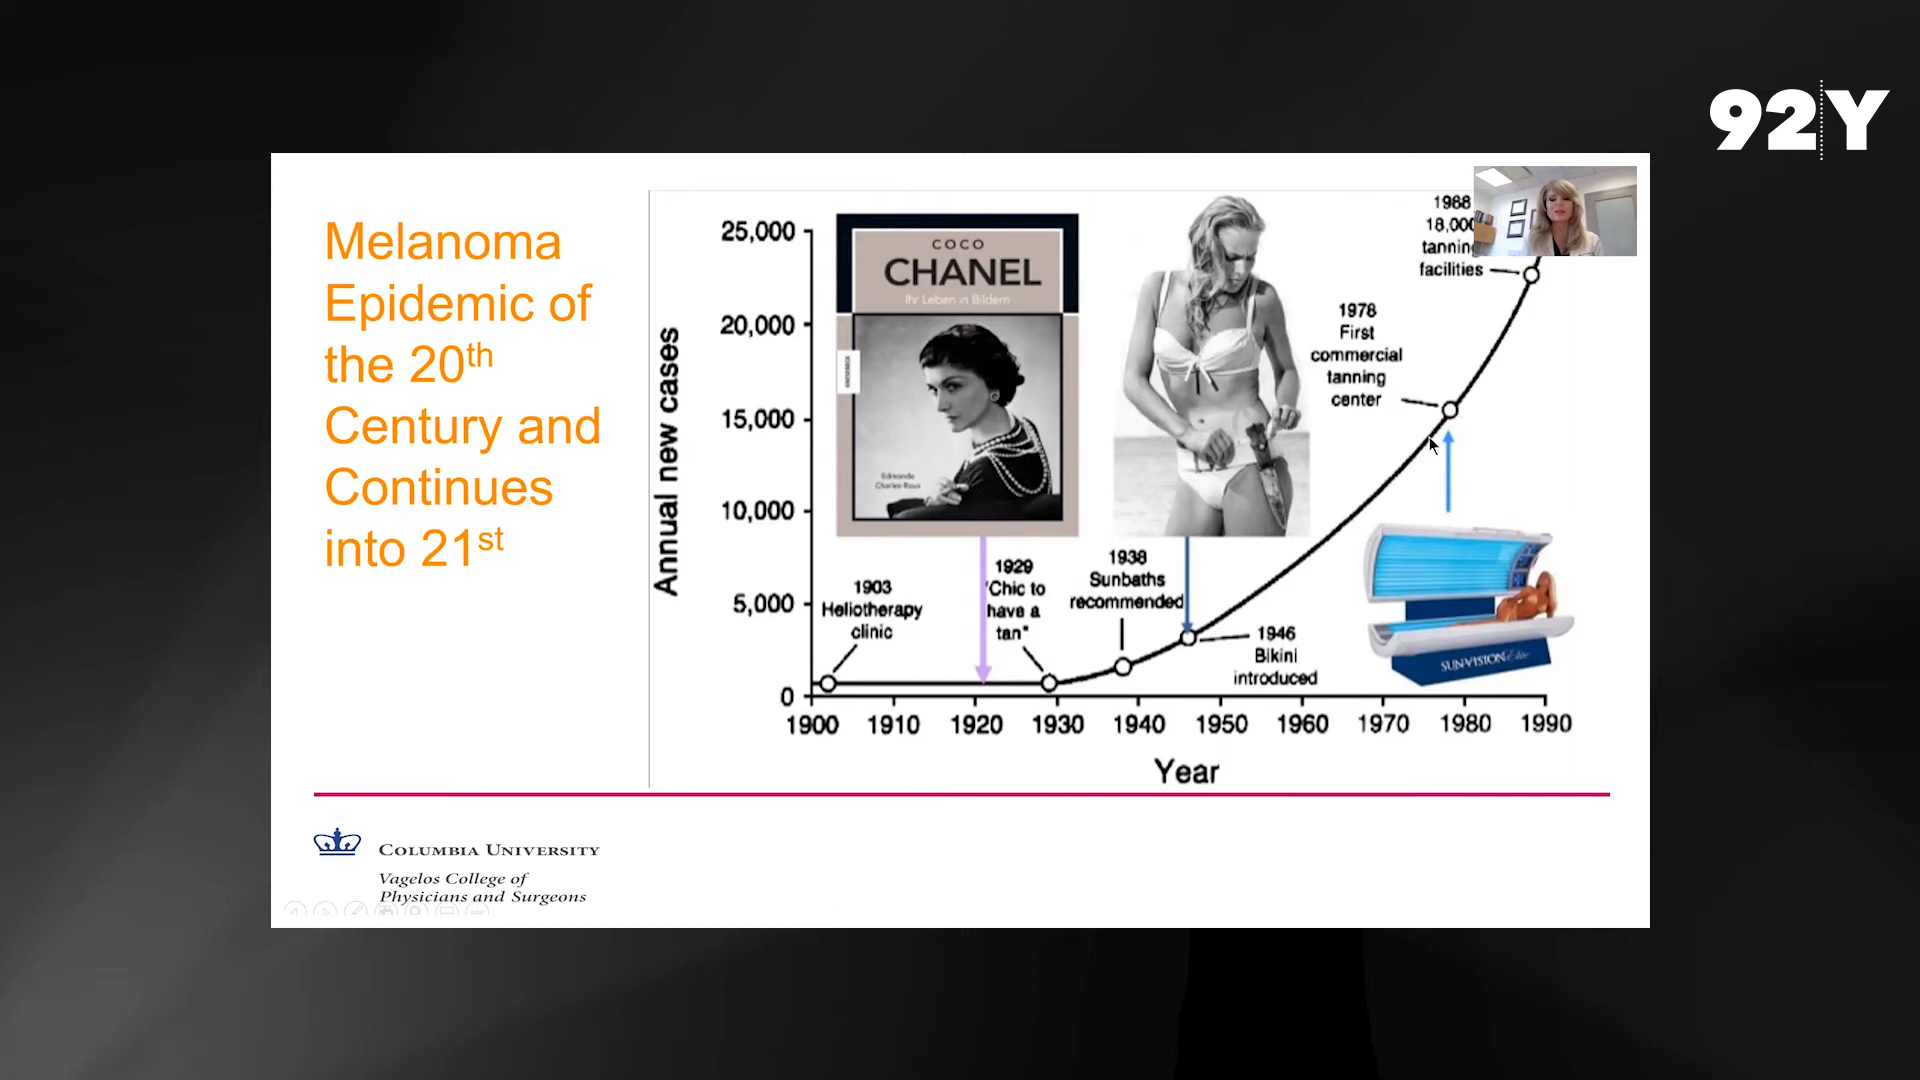 92Y
Melanoma
Epidemic of
the 20th
Century and
Continues
into 21st
Annual new cases
25,000
20,000
15,000
10,000
5,000
0
COCO
CHANEL
Ihr Leben in Bildern
Edmonde
Charles-Roux
1903
Heliotherapy
clinic
1929
"Chic to
have a
tan"
1938
Sunbaths
recommended
1946
Bikini
introduced
1978
First
commercial
tanning
center
1988
18,000
tanning
facilities
SUNVISION Elite
1900 1910 1920 1930 1940 1950 1960 1970 1980 1990
Year
COLUMBIA UNIVERSITY
Vagelos College of
Physicians and Surgeons